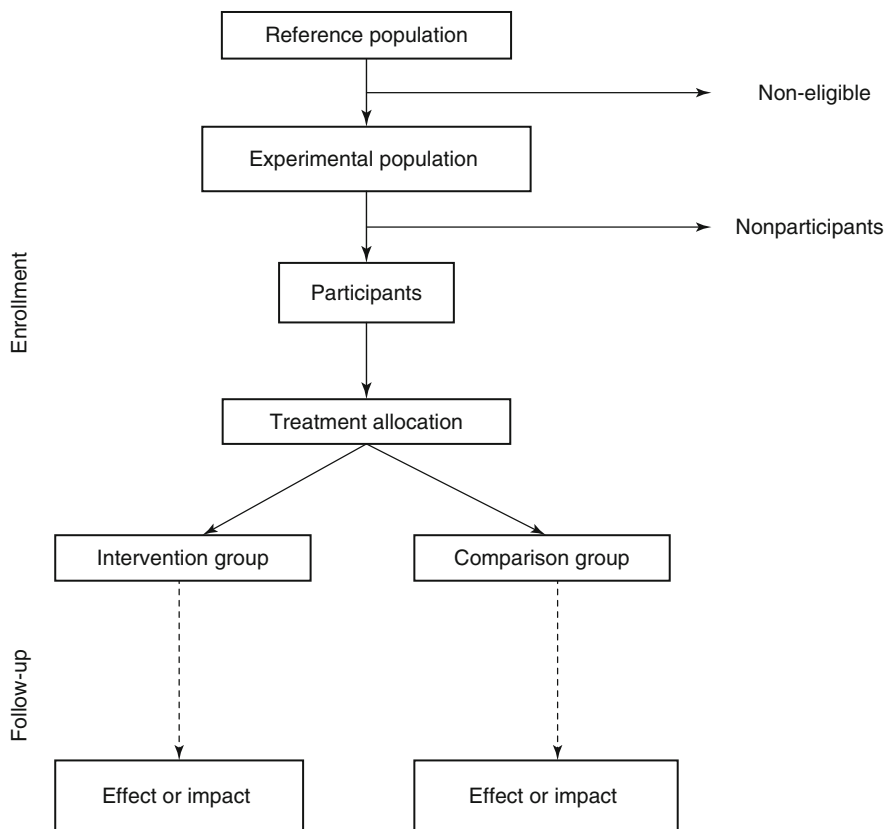 Reference population
Non-eligible
Experimental population
Nonparticipants
Enrollment
Participants
Treatment allocation
Intervention group
Comparison group
Follow-up
Effect or impact
Effect or impact